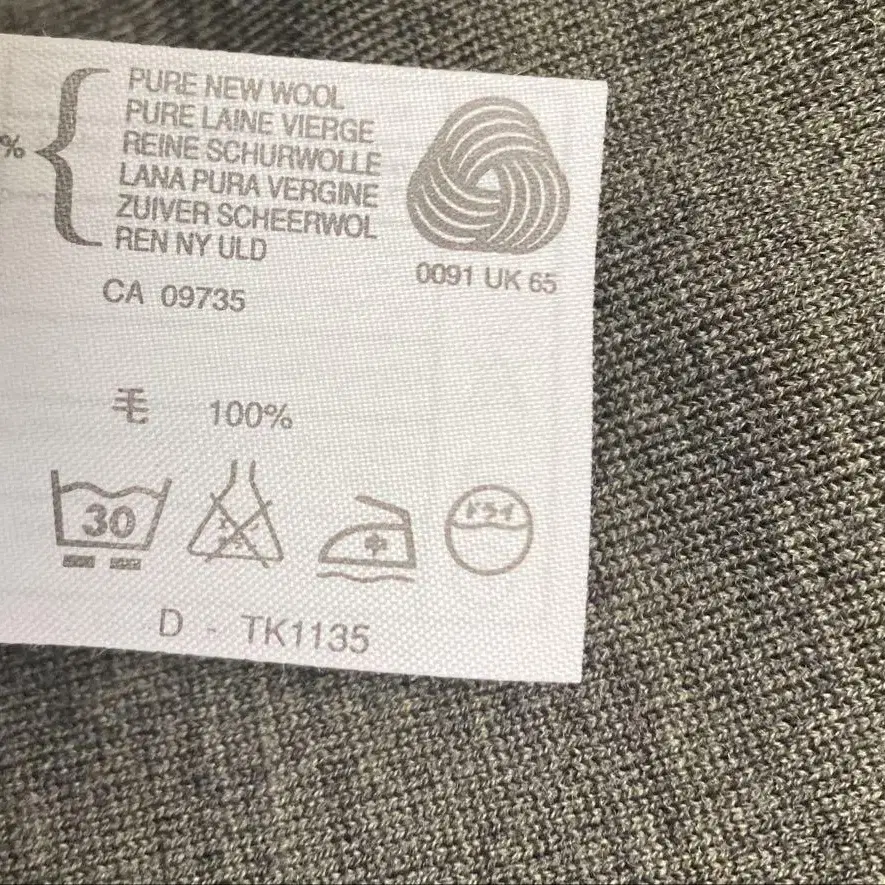 %
PURE NEW WOOL
PURE LAINE VIERGE
REINE SCHURWOLLE
LANA PURA VERGINE
ZUIVER SCHEERWOL
REN NY ULD
0091 UK 65
CA 09735
毛 100%
30
ドライ
D - TK1135